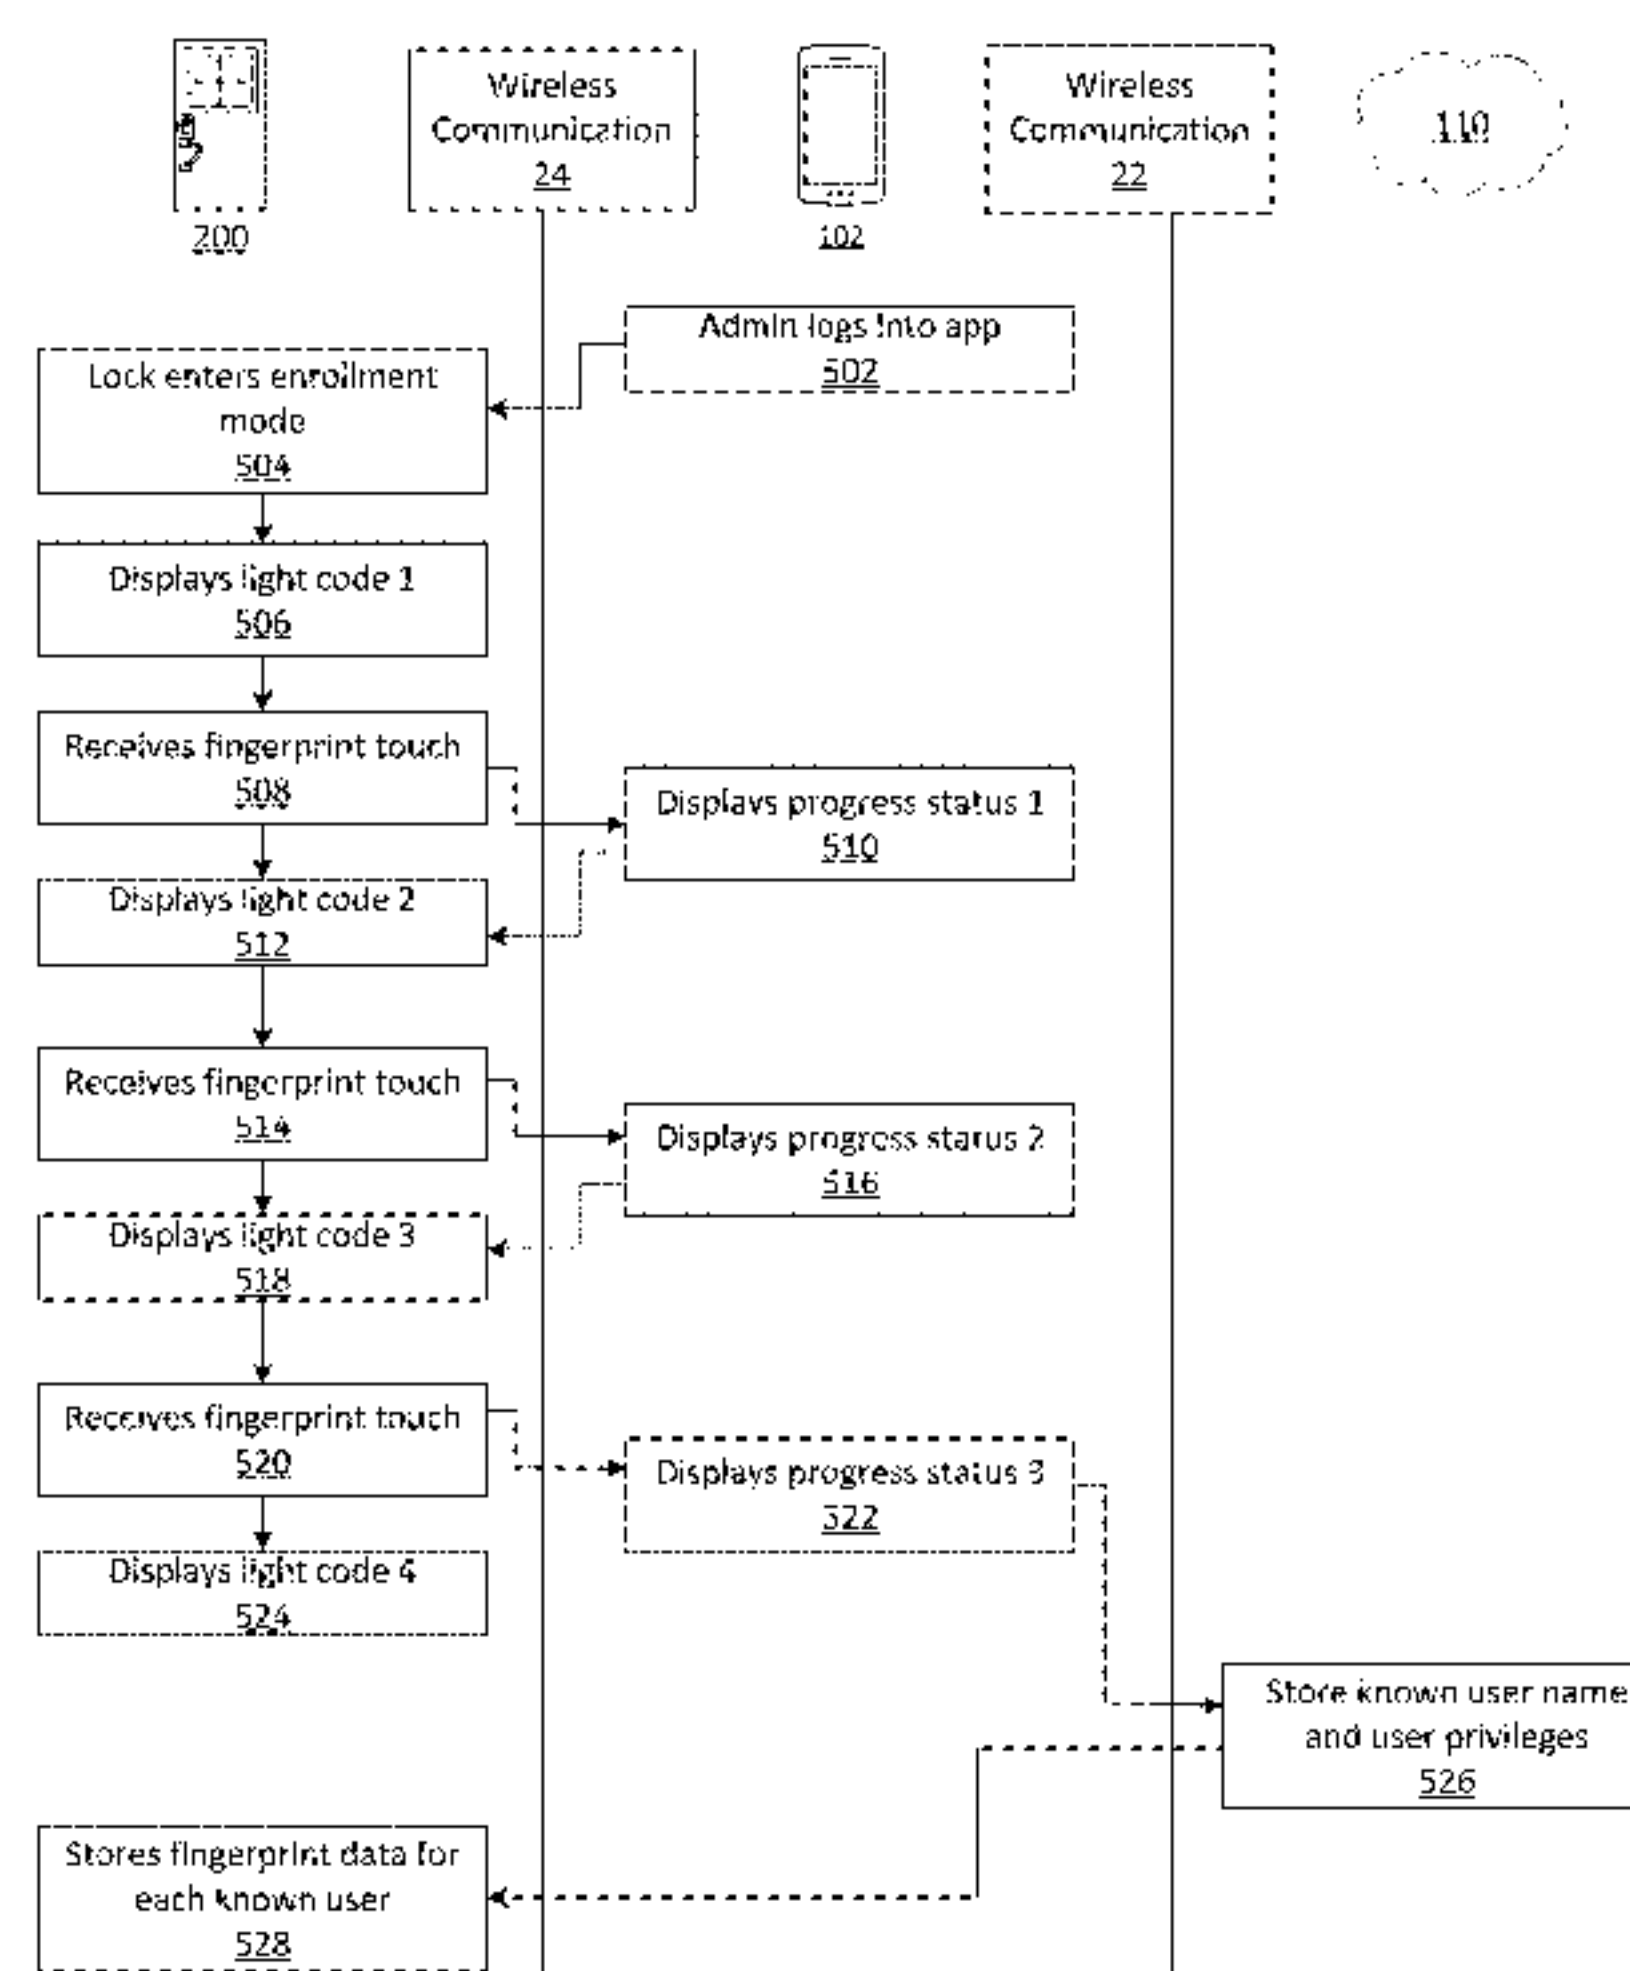 Wireless
Communication
24
Wireless
Communication
22
110
200
102
Admin logs into app
502
Lock enters enrollment
mode
504
Displays light code 1
506
Receives fingerprint touch
508
Displays progress status 1
510
Displays light code 2
512
Receives fingerprint touch
514
Displays progress status 2
516
Displays light code 3
518
Receives fingerprint touch
520
Displays progress status 3
522
Displays light code 4
524
Store known user name
and user privileges
526
Stores fingerprint data for
each known user
528